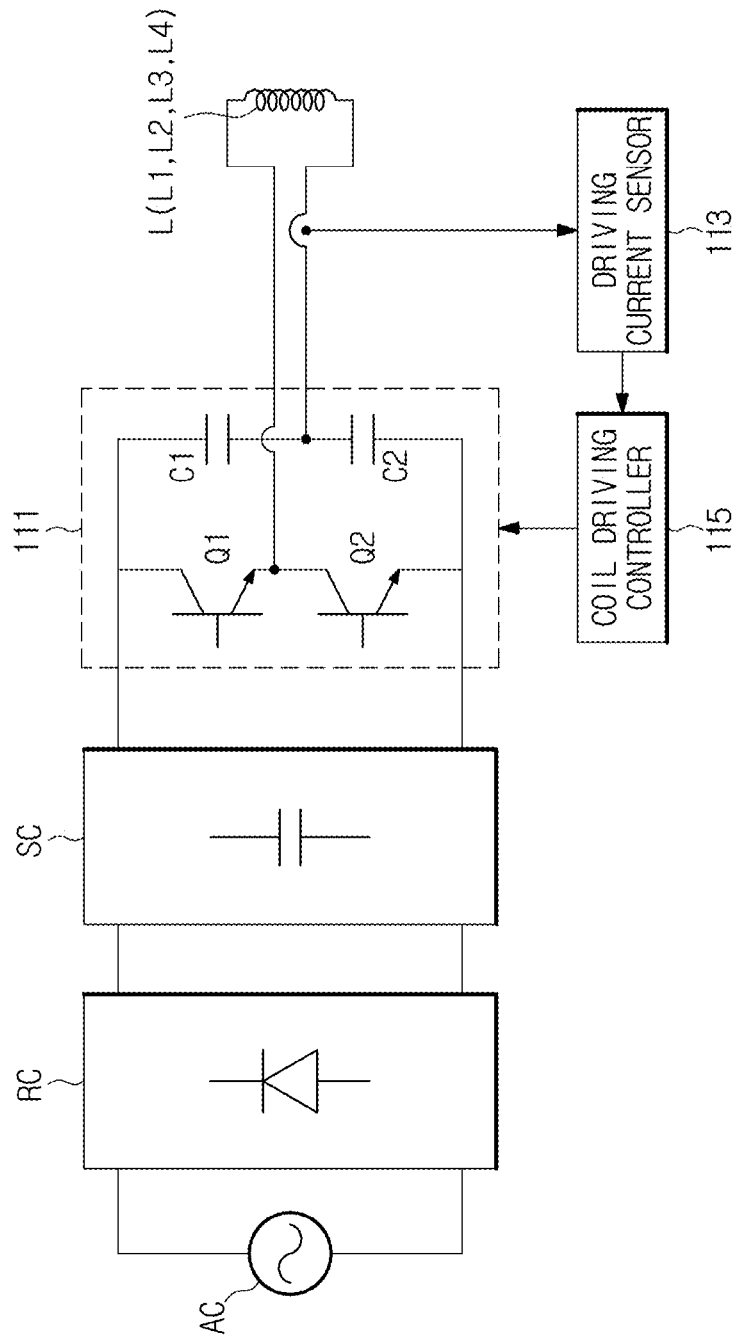 AC
RC
SC
111
Q1
Q2
C1
C2
L(L1,L2,L3,L4)
COIL DRIVING
CONTROLLER
115
DRIVING
CURRENT SENSOR
113